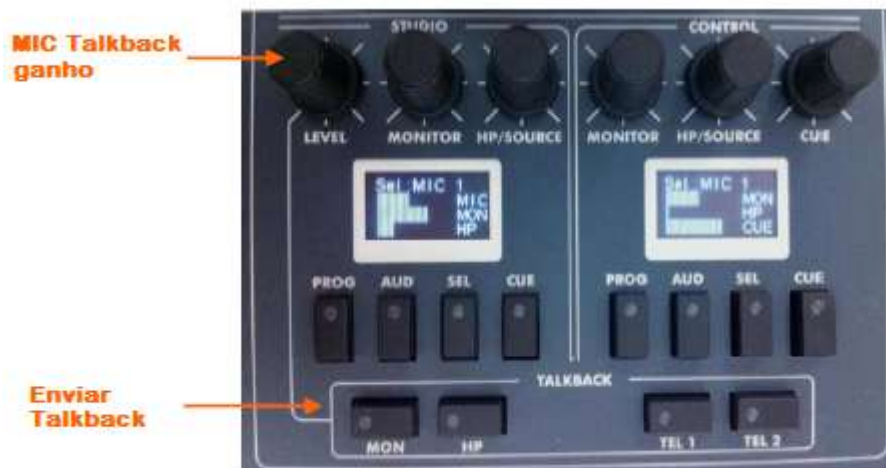 MIC Talkback
ganho
STUDIO
CONTROL
LEVEL MONITOR HP/SOURCE MONITOR HP/SOURCE CUE
Sel MIC 1
MIC
MON
HP
Sel MIC 1
MON
HP
CUE
PROG AUD SEL CUE PROG AUD SEL CUE
TALKBACK
Enviar
Talkback
MON HP TEL 1 TEL 2